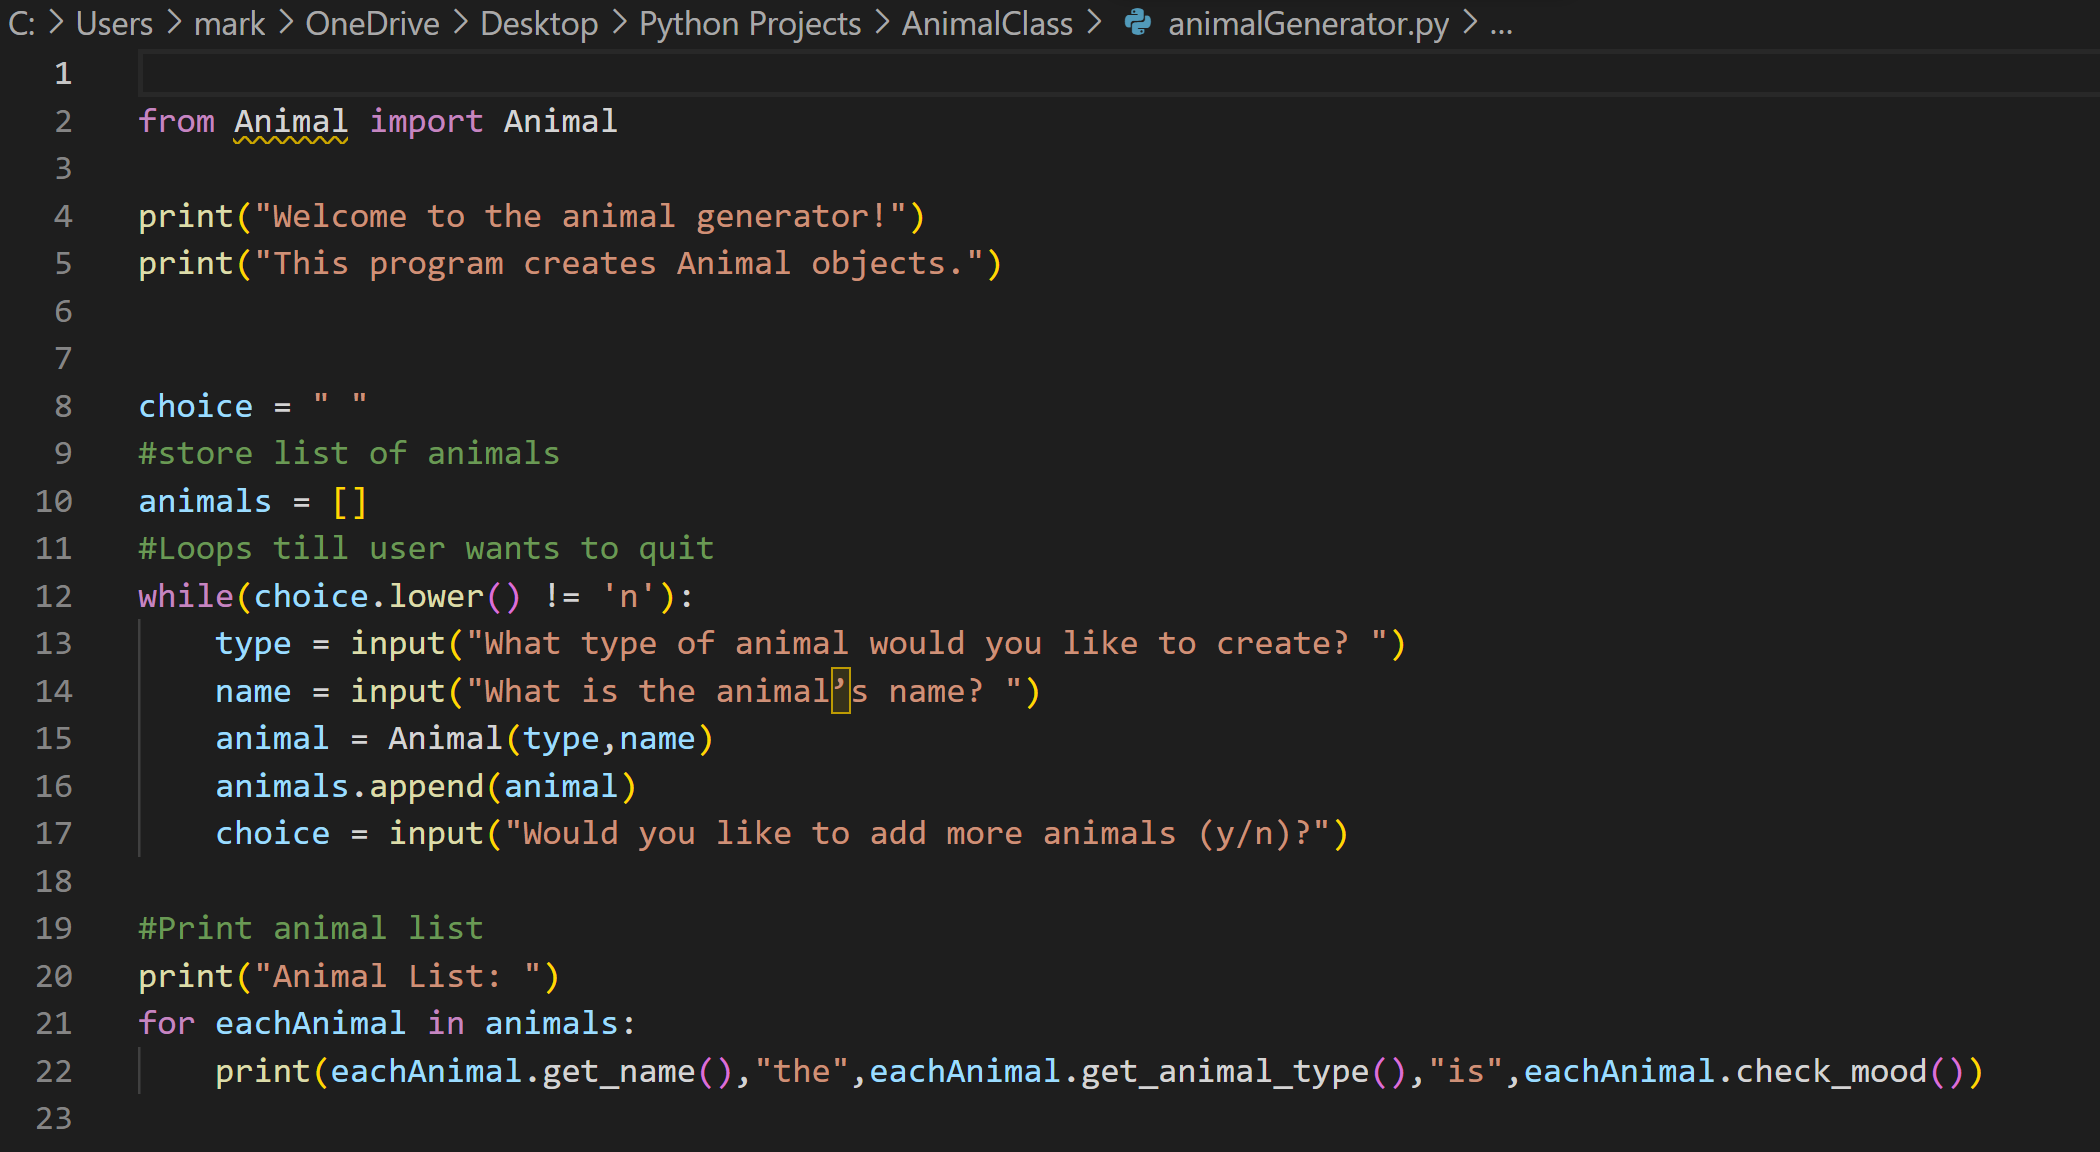 C: > Users > mark > OneDrive > Desktop > Python Projects > AnimalClass > animalGenerator.py > ...
1
2 from Animal import Animal
3
4 print("Welcome to the animal generator!")
5 print("This program creates Animal objects.")
6
7
8 choice = " "
9 #store list of animals
10 animals = []
11 #Loops till user wants to quit
12 while(choice.lower() != 'n'):
13     type = input("What type of animal would you like to create? ")
14     name = input("What is the animal’s name? ")
15     animal = Animal(type,name)
16     animals.append(animal)
17     choice = input("Would you like to add more animals (y/n)?")
18
19 #Print animal list
20 print("Animal List: ")
21 for eachAnimal in animals:
22     print(eachAnimal.get_name(),"the",eachAnimal.get_animal_type(),"is",eachAnimal.check_mood())
23